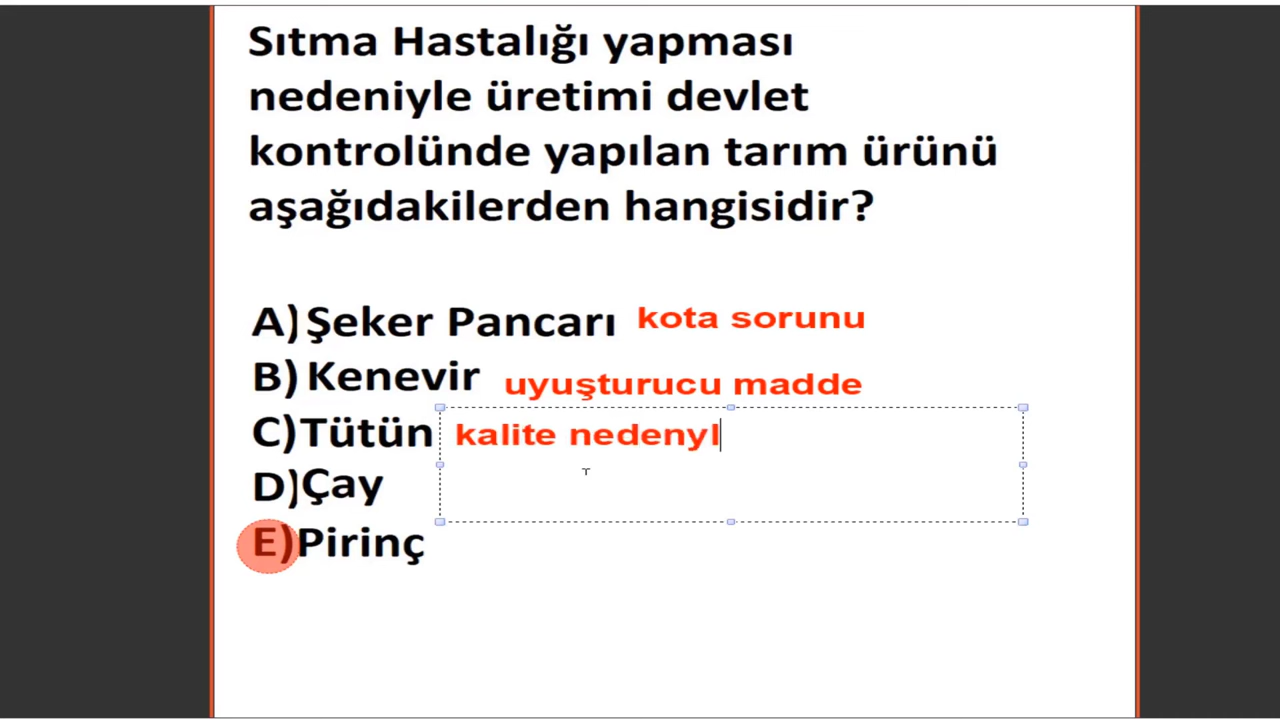 Sıtma Hastalığı yapması
nedeniyle üretimi devlet
kontrolünde yapılan tarım ürünü
aşağıdakilerden hangisidir?
A) Şeker Pancarı kota sorunu
B) Kenevir uyuşturucu madde
C) Tütün kalite nedenyl
D) Çay
E) Pirinç